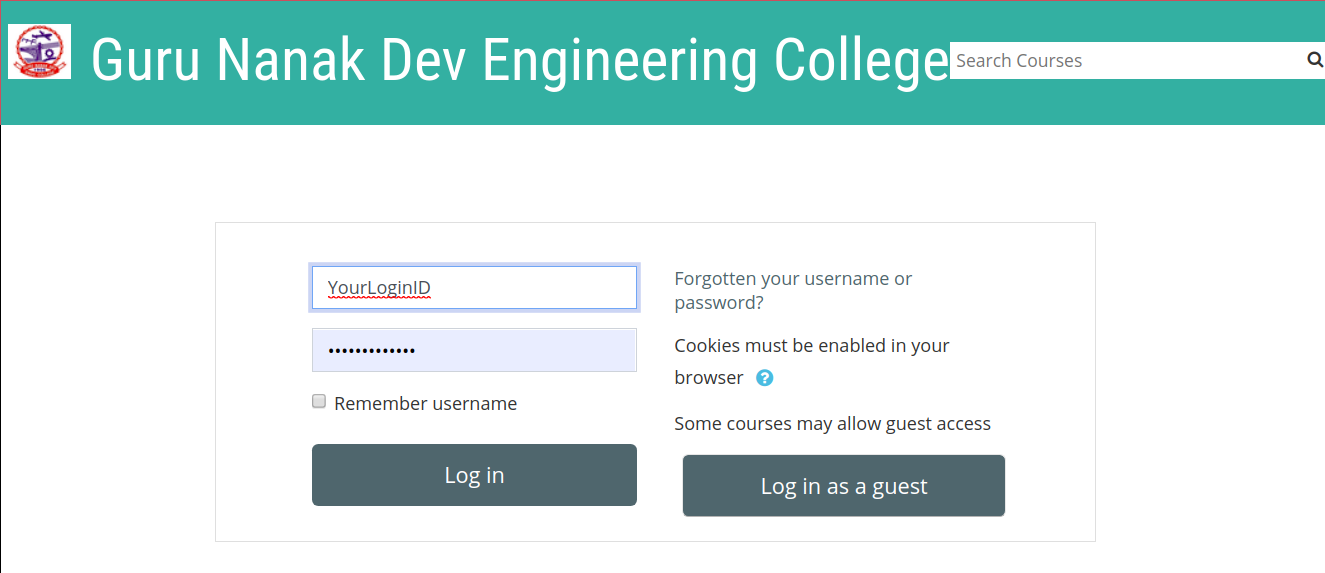 Guru Nanak Dev Engineering College
Search Courses
YourLoginID
•••••••••••••
Remember username
Log in
Forgotten your username or
password?
Cookies must be enabled in your
browser
Some courses may allow guest access
Log in as a guest